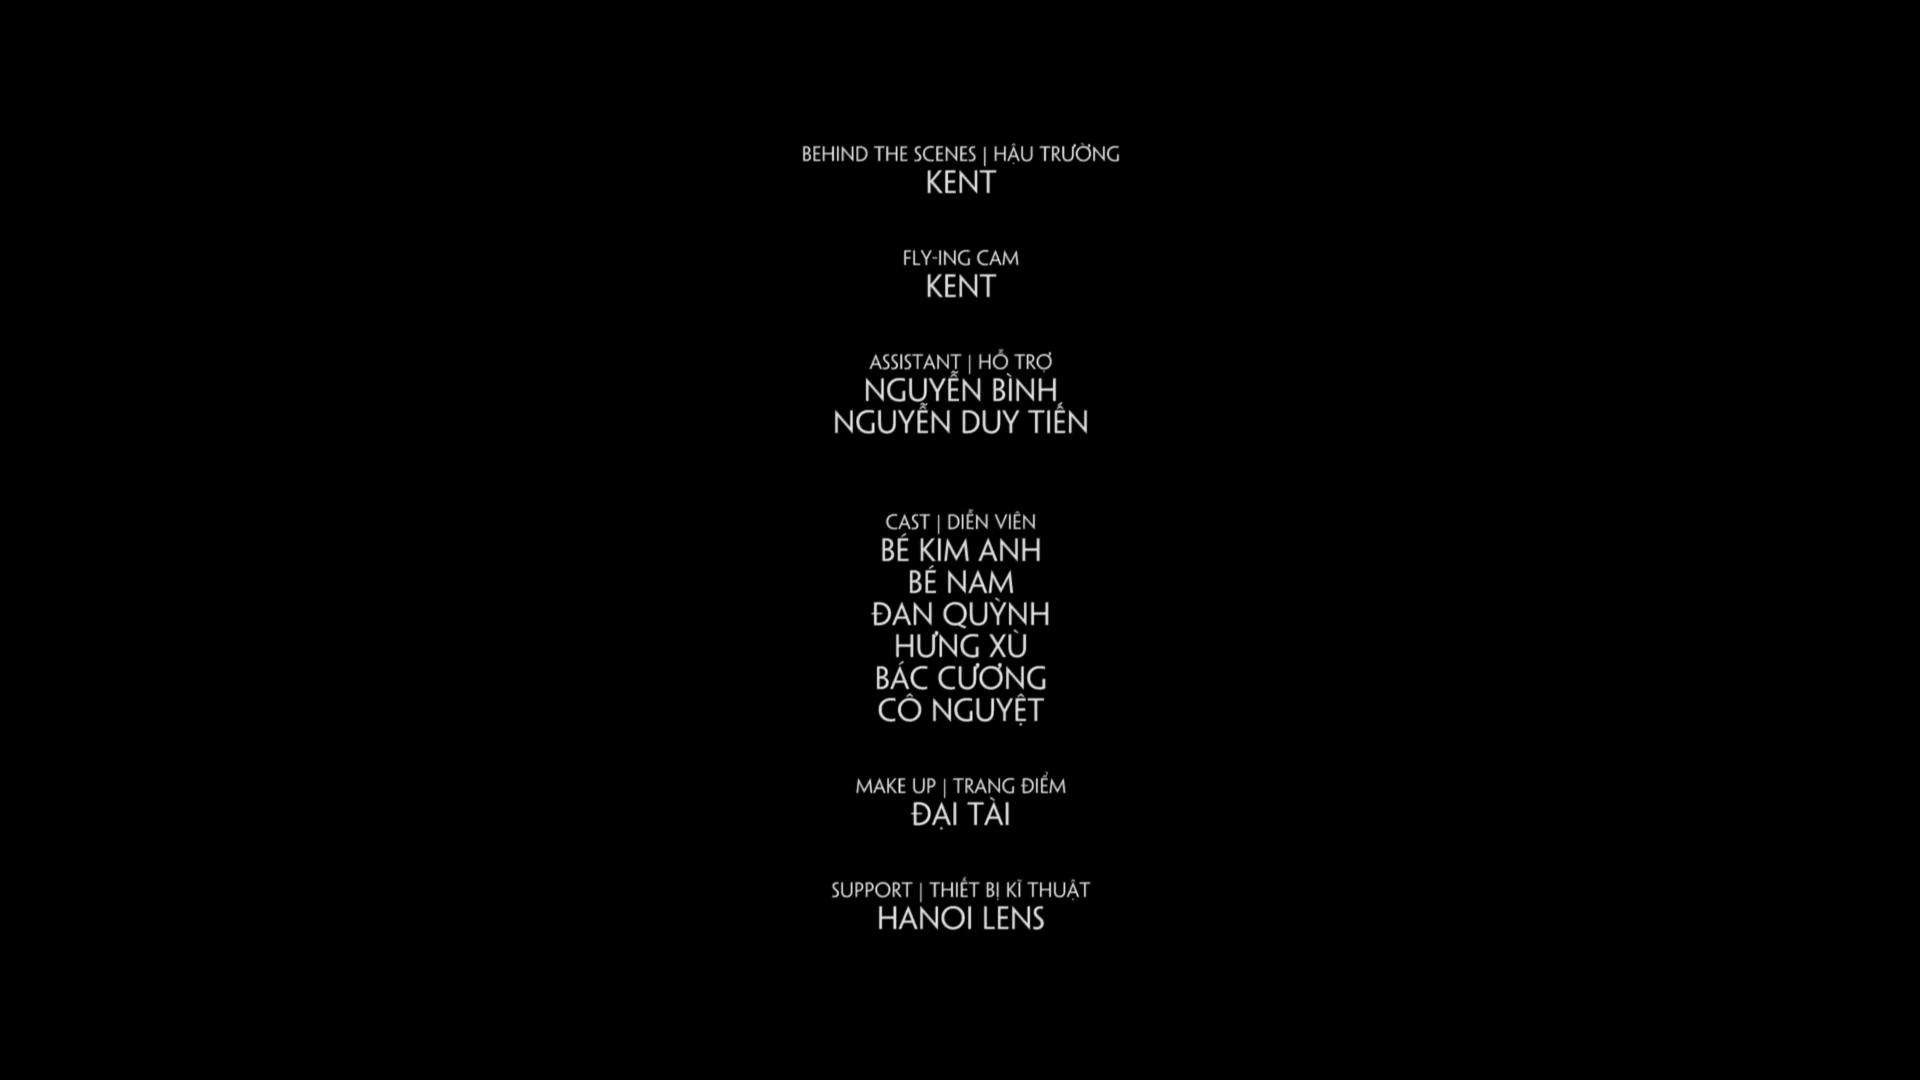 BEHIND THE SCENES | HẬU TRƯỜNG
KENT
FLY-ING CAM
KENT
ASSISTANT | HỖ TRỢ
NGUYỄN BÌNH
NGUYỄN DUY TIẾN
CAST | DIỄN VIÊN
BÉ KIM ANH
BÉ NAM
ĐAN QUỲNH
HƯNG XÙ
BÁC CƯƠNG
CÔ NGUYỆT
MAKE UP | TRANG ĐIỂM
ĐẠI TÀI
SUPPORT | THIẾT BỊ KĨ THUẬT
HANOI LENS